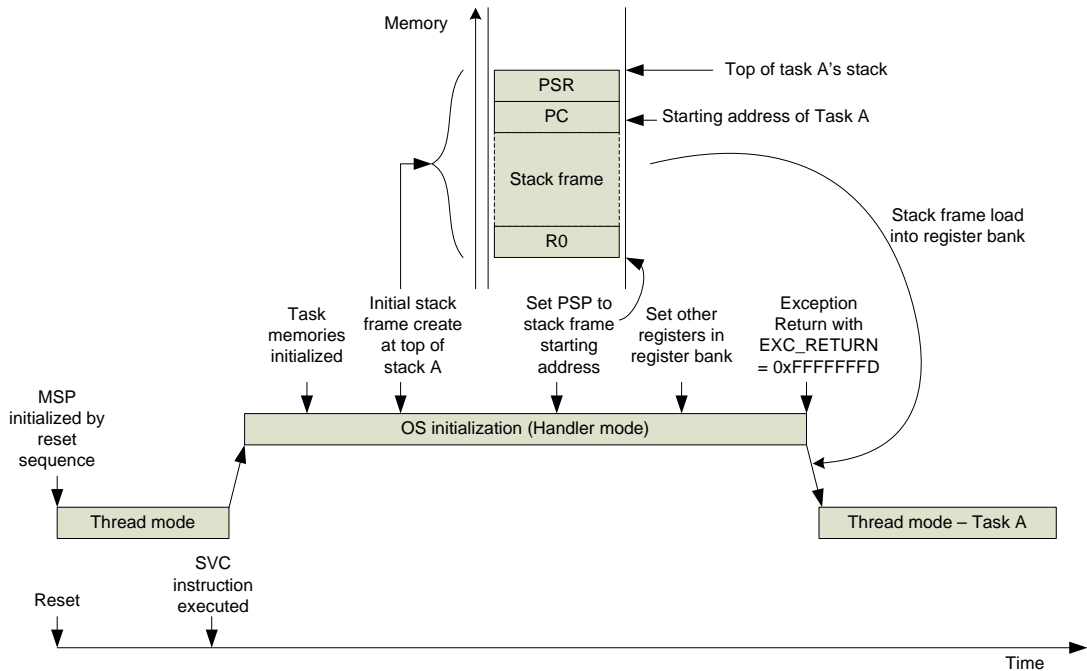 Memory
PSR
Top of task A's stack
PC
Starting address of Task A
Stack frame
R0
Stack frame load
into register bank
Task
memories
initialized
Initial stack
frame create
at top of
stack A
Set PSP to
stack frame
starting
address
Set other
registers in
register bank
Exception
Return with
EXC_RETURN
= 0xFFFFFFFD
MSP
initialized by
reset
sequence
OS initialization (Handler mode)
Thread mode
Thread mode – Task A
Reset
SVC
instruction
executed
Time